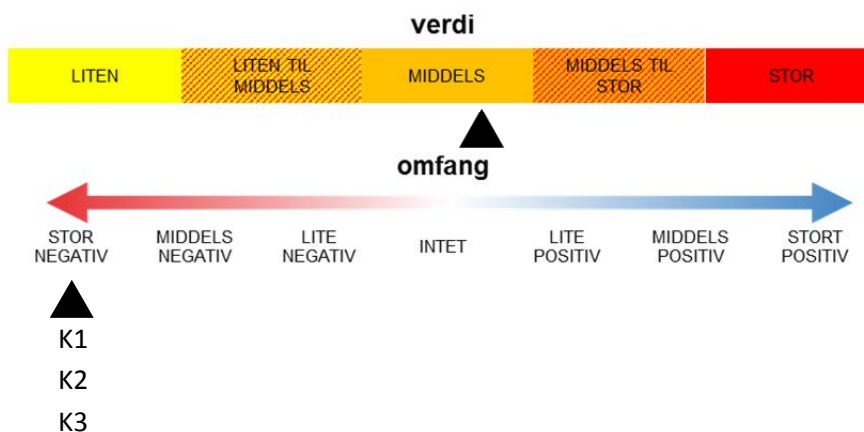 verdi
LITEN
LITEN TIL
MIDDELS
MIDDELS
MIDDELS TIL
STOR
STOR
omfang
STOR
NEGATIV
MIDDELS
NEGATIV
LITE
NEGATIV
INTET
LITE
POSITIV
MIDDELS
POSITIV
STORT
POSITIV
K1
K2
K3